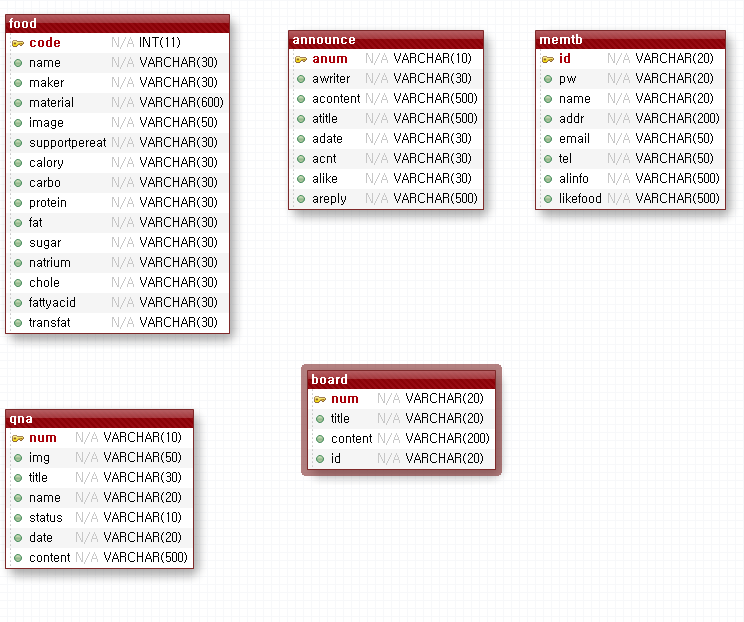 food
code N/A INT(11)
name N/A VARCHAR(30)
maker N/A VARCHAR(30)
material N/A VARCHAR(600)
image N/A VARCHAR(50)
supportpereat N/A VARCHAR(30)
calory N/A VARCHAR(30)
carbo N/A VARCHAR(30)
protein N/A VARCHAR(30)
fat N/A VARCHAR(30)
sugar N/A VARCHAR(30)
natrium N/A VARCHAR(30)
chole N/A VARCHAR(30)
fattyacid N/A VARCHAR(30)
transfat N/A VARCHAR(30)
announce
anum N/A VARCHAR(10)
awriter N/A VARCHAR(30)
acontent N/A VARCHAR(500)
atitle N/A VARCHAR(500)
adate N/A VARCHAR(30)
acnt N/A VARCHAR(30)
alike N/A VARCHAR(30)
areply N/A VARCHAR(500)
memtb
id N/A VARCHAR(20)
pw N/A VARCHAR(20)
name N/A VARCHAR(20)
addr N/A VARCHAR(200)
email N/A VARCHAR(50)
tel N/A VARCHAR(50)
alinfo N/A VARCHAR(500)
likefood N/A VARCHAR(500)
board
num N/A VARCHAR(20)
title N/A VARCHAR(20)
content N/A VARCHAR(200)
id N/A VARCHAR(20)
qna
num N/A VARCHAR(10)
img N/A VARCHAR(50)
title N/A VARCHAR(30)
name N/A VARCHAR(20)
status N/A VARCHAR(10)
date N/A VARCHAR(20)
content N/A VARCHAR(500)